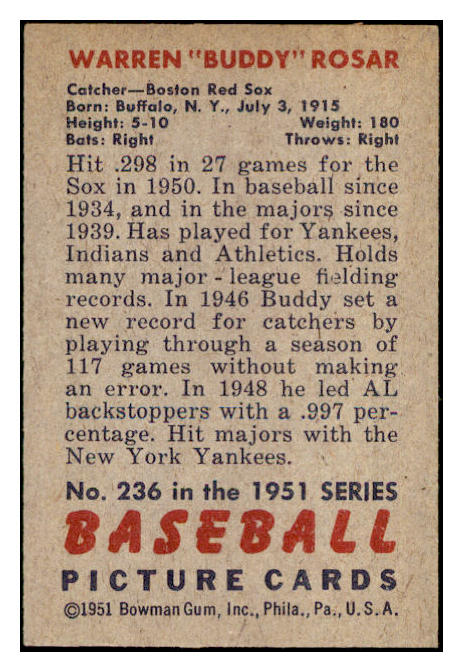 WARREN "BUDDY" ROSAR
Catcher—Boston Red Sox
Born: Buffalo, N. Y., July 3, 1915
Height: 5-10 Weight: 180
Bats: Right Throws: Right
Hit .298 in 27 games for the
Sox in 1950. In baseball since
1934, and in the majors since
1939. Has played for Yankees,
Indians and Athletics. Holds
many major-league fielding
records. In 1946 Buddy set a
new record for catchers by
playing through a season of
117 games without making
an error. In 1948 he led AL
backstoppers with a .997 per-
centage. Hit majors with the
New York Yankees.
No. 236 in the 1951 SERIES
BASEBALL
PICTURE CARDS
©1951 Bowman Gum, Inc., Phila., Pa., U.S.A.